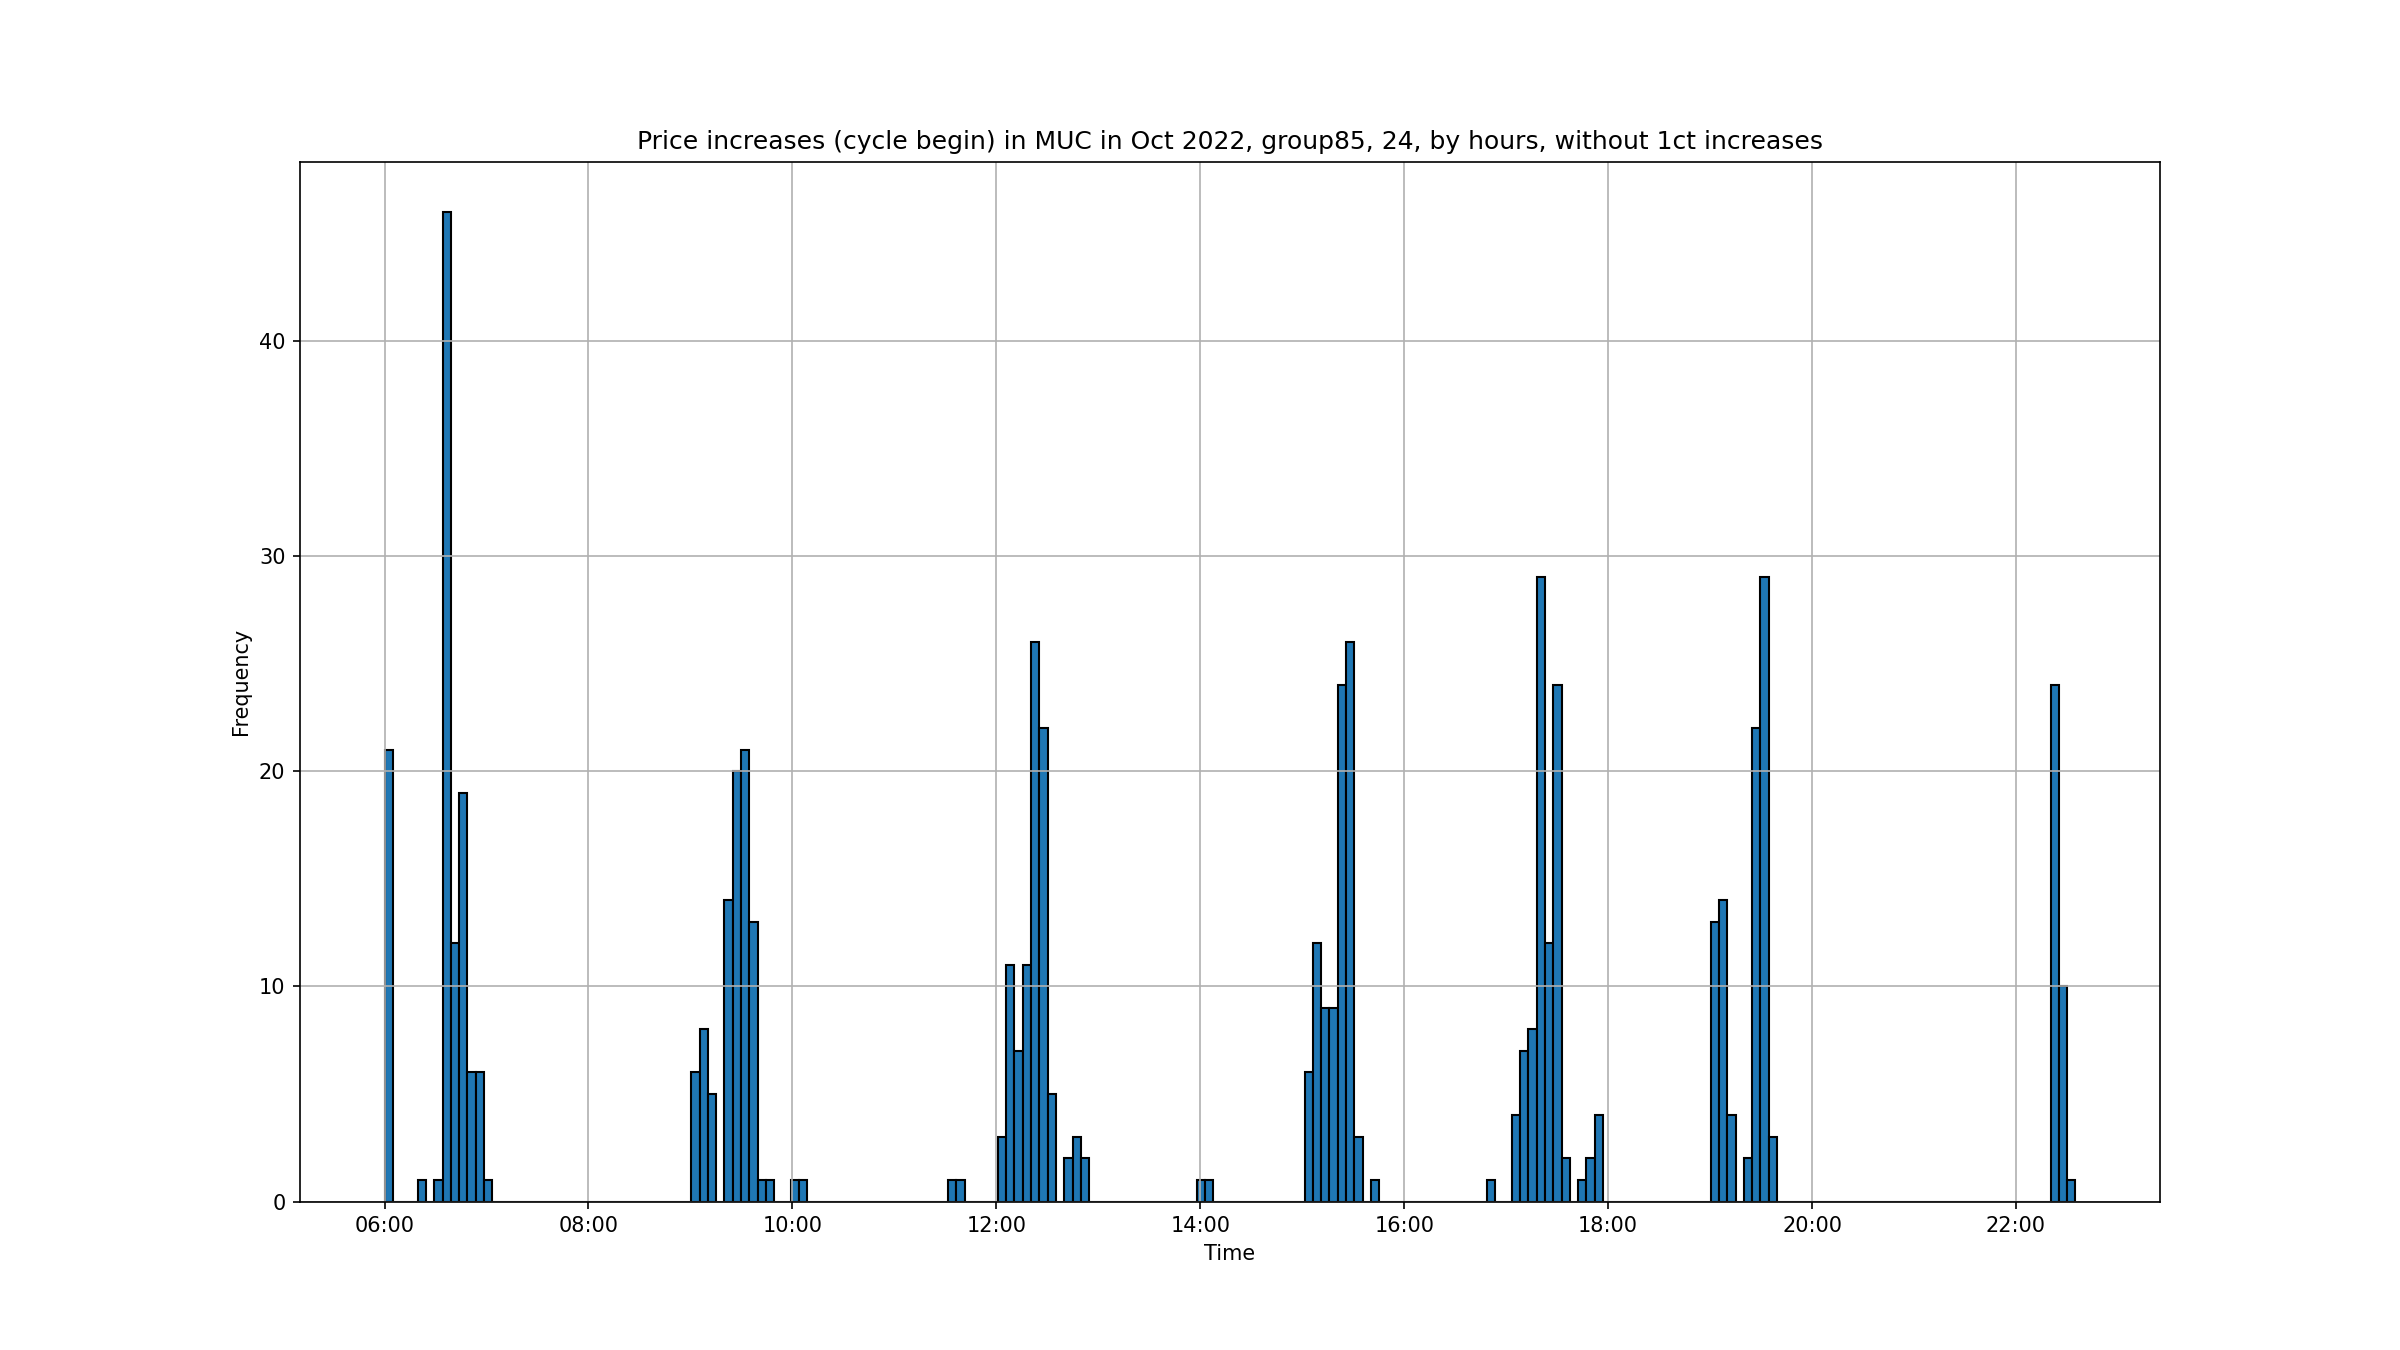 Price increases (cycle begin) in MUC in Oct 2022, group85, 24, by hours, without 1ct increases
Frequency
40
30
20
10
0
06:00 08:00 10:00 12:00 14:00 16:00 18:00 20:00 22:00
Time